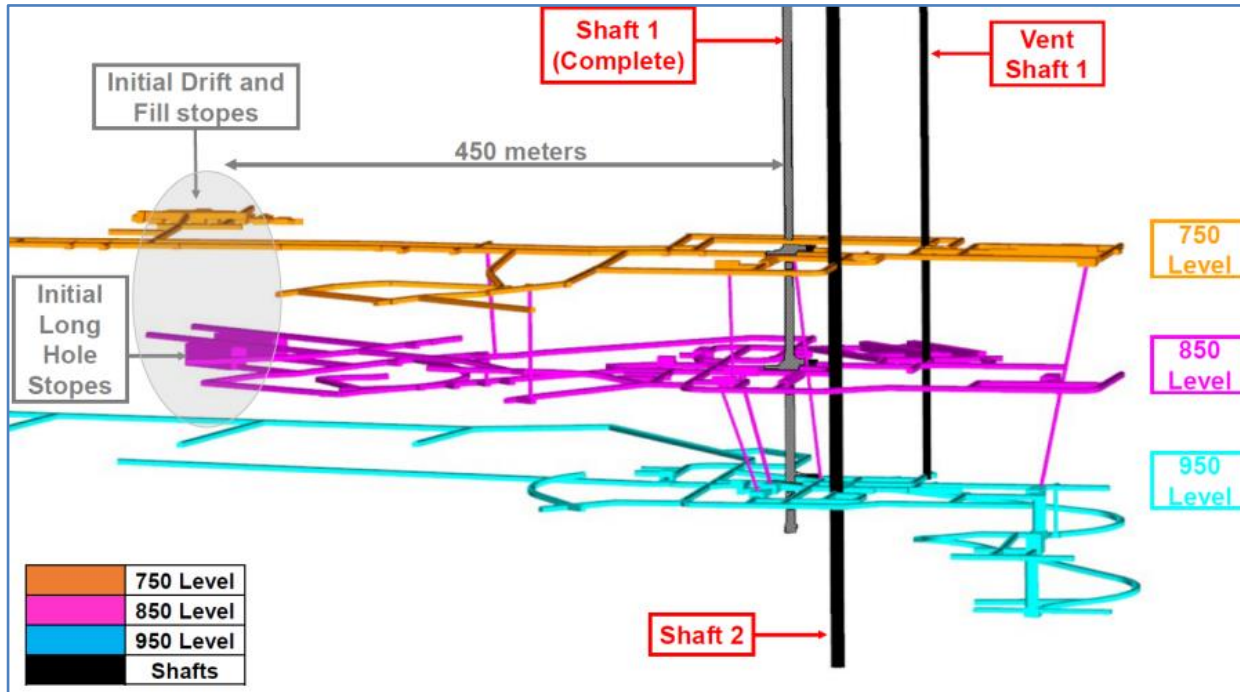 Shaft 1
(Complete)
Vent
Shaft 1
Initial Drift and
Fill stopes
450 meters
750
Level
Initial
Long
Hole
Stopes
850
Level
950
Level
Shaft 2
750 Level
850 Level
950 Level
Shafts